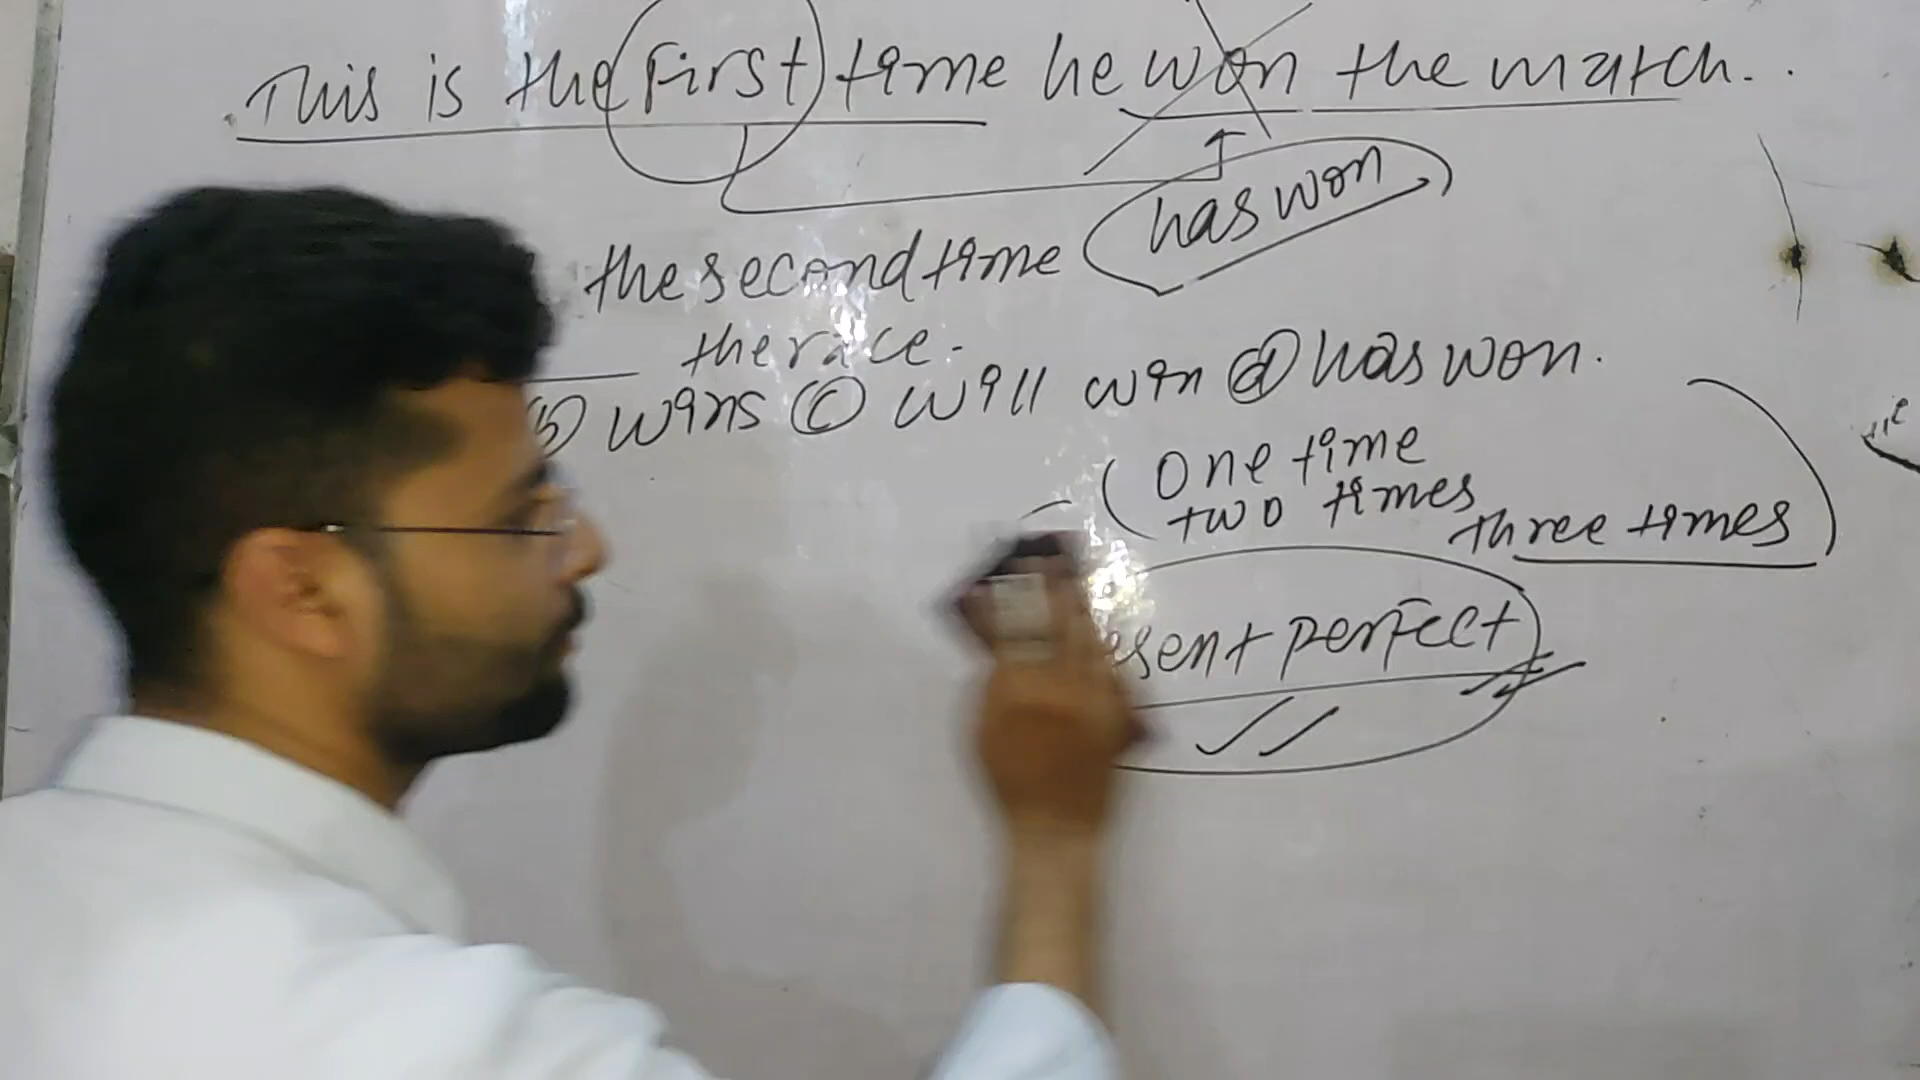 This is the First time he won the match..
has won
the second time
the race.
b wins c will win d has won.
One time
two times
three times
esent perfect